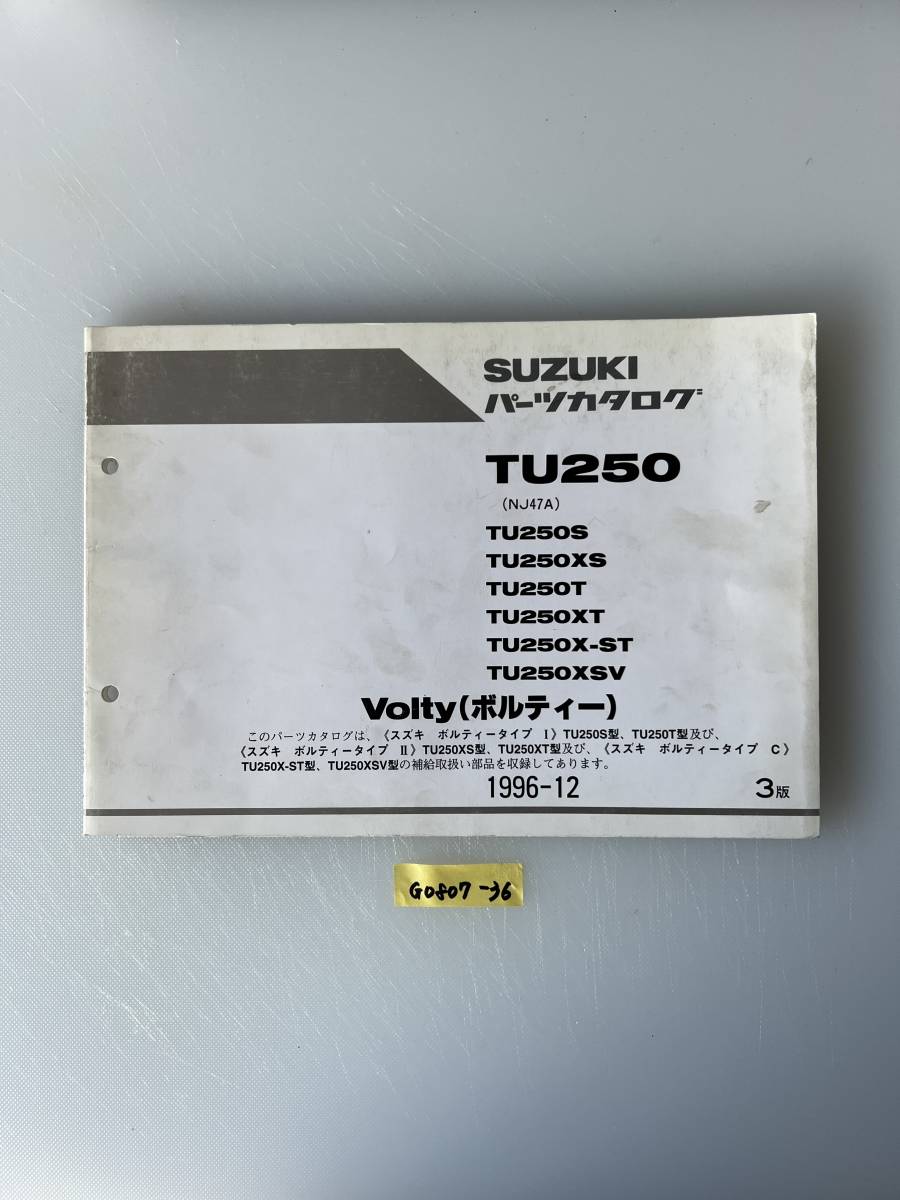 SUZUKI
パーツカタログ
TU250
(NJ47A)
TU250S
TU250XS
TU250T
TU250XT
TU250X-ST
TU250XSV
Volty(ボルティー)
このパーツカタログは、《スズキ ボルティータイプ Ⅰ》TU250S型、TU250T型及び、
《スズキ ボルティータイプ Ⅱ》TU250XS型、TU250XT型及び、《スズキ ボルティータイプ C》
TU250X-ST型、TU250XSV型の補給取扱い部品を収録してあります。
1996-12 3版
G0807-36